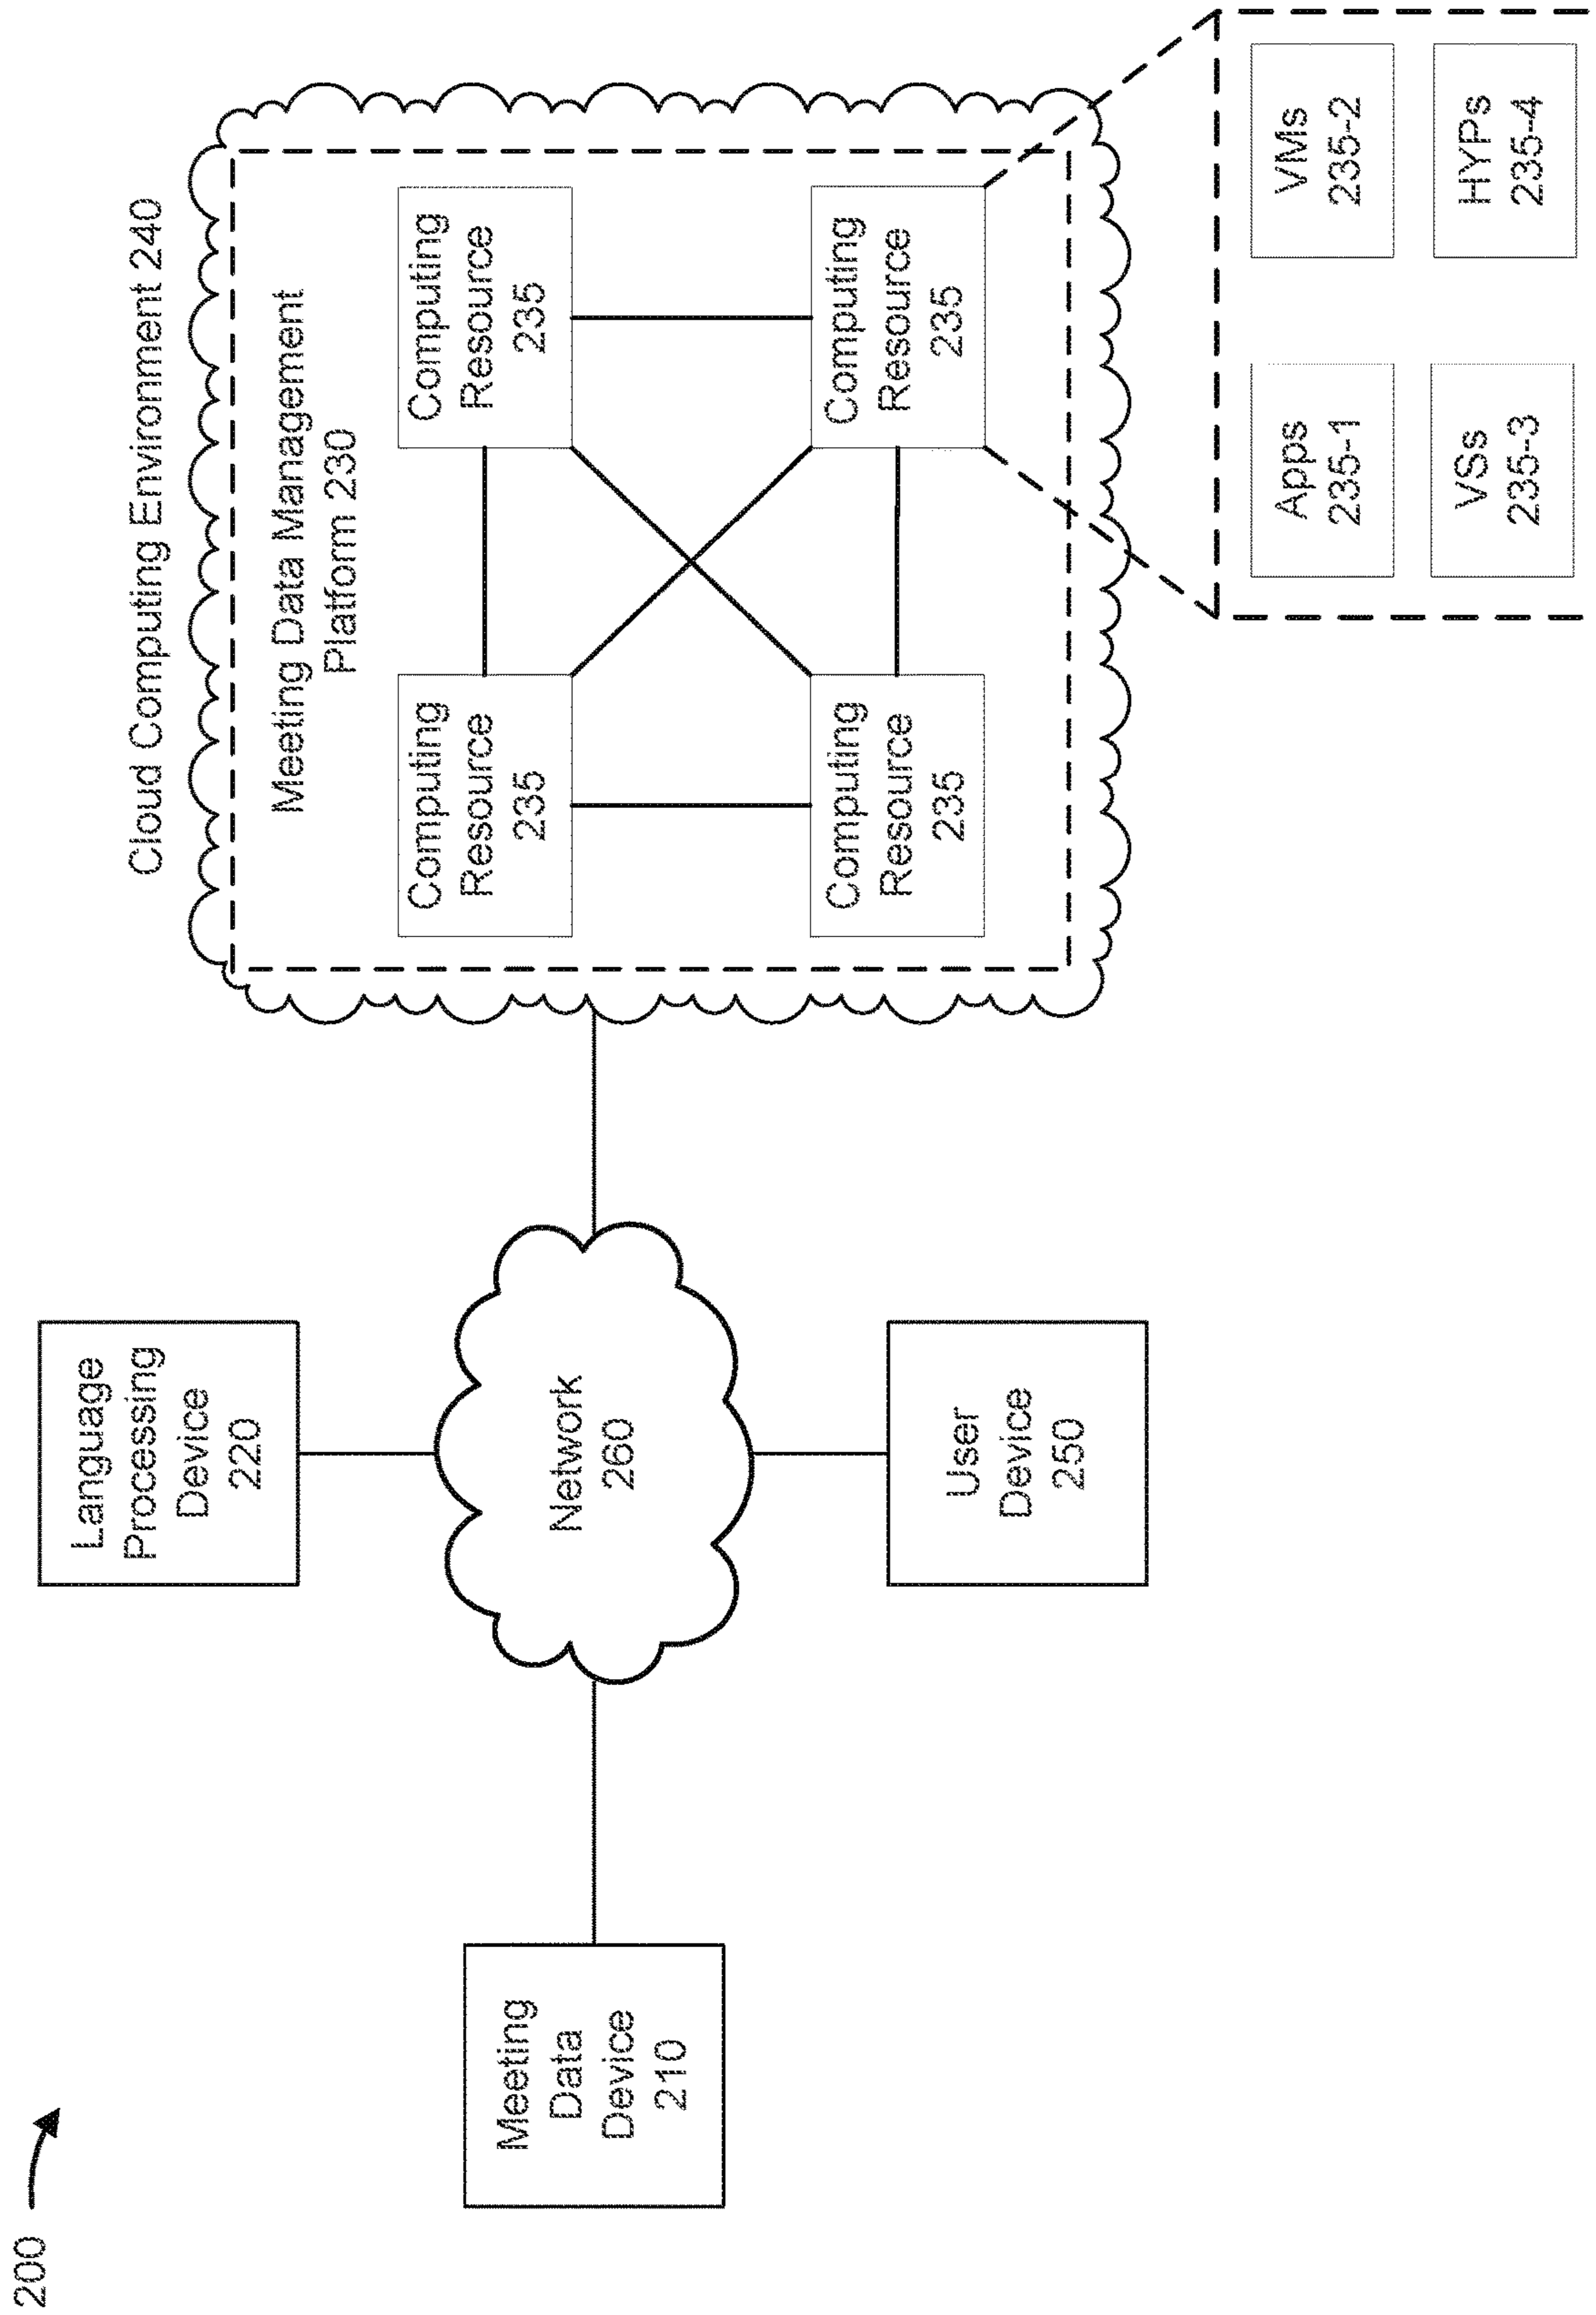 200
Meeting
Data
Device
210
Language
Processing
Device
220
Network
260
User
Device
250
Cloud Computing Environment 240
Meeting Data Management
Platform 230
Computing
Resource
235
Computing
Resource
235
Computing
Resource
235
Computing
Resource
235
Apps
235-1
VMs
235-2
VSs
235-3
HYPs
235-4